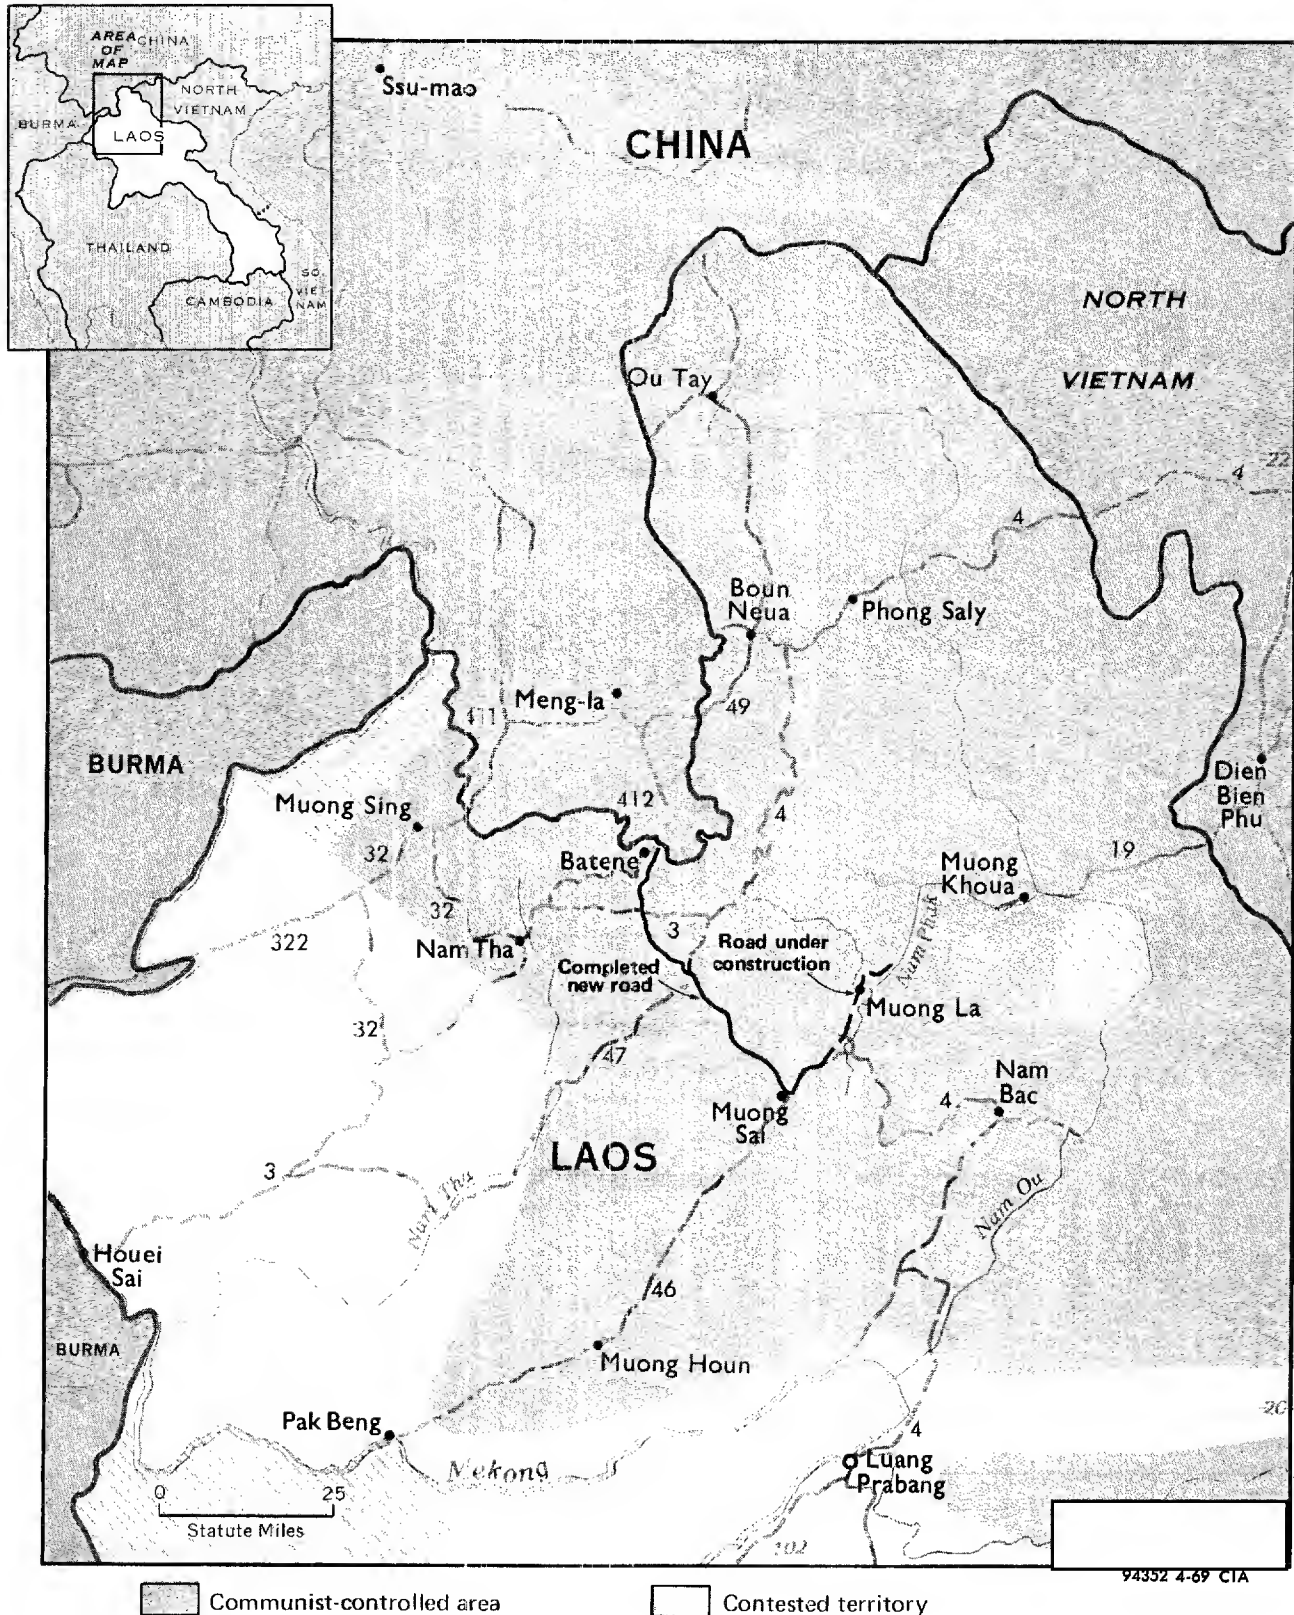 AREA
OF
MAP
CHINA
NORTH
VIETNAM
BURMA
LAOS
THAILAND
CAMBODIA
SO.
VIET
NAM
Ssu-mao
CHINA
NORTH
VIETNAM
Ou Tay
4
22
4
Boun
Neua
Phong Saly
Meng-la
411
49
BURMA
Dien
Bien
Phu
Muong Sing
412
4
32
Batene
Muong
Khoua
19
32
322
Nam Tha
3
Road under
construction
Nam Phak
Completed
new road
Muong La
32
47
Nam
Bac
4
Muong
Sai
LAOS
3
Nam Tha
Nam Ou
Houei
Sai
46
BURMA
Muong Houn
Pak Beng
20
4
Mekong
Luang
Prabang
0 25
Statute Miles
102
94352 4-69 CIA
Communist-controlled area
Contested territory